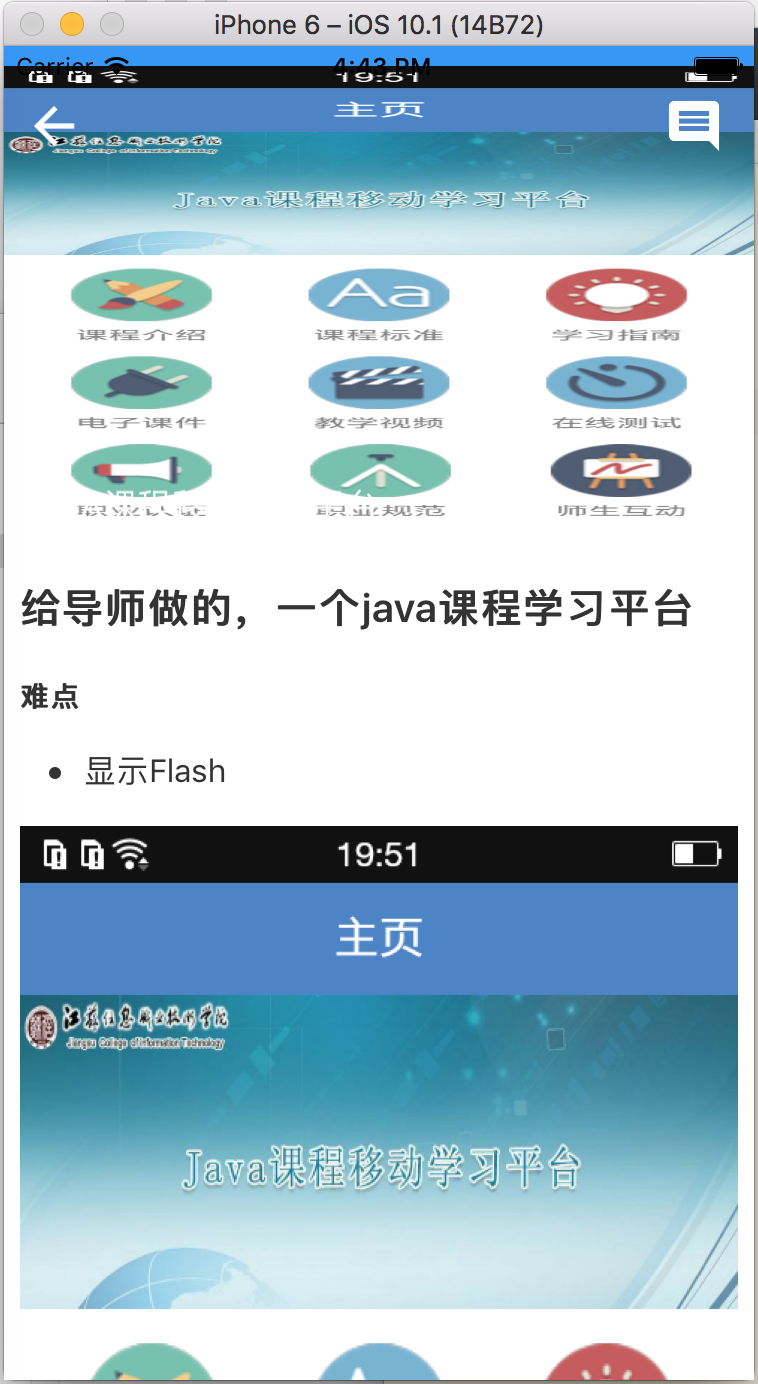 iPhone 6 – iOS 10.1 (14B72)
Carrier 4:43 PM
19:51
主页
江苏信息职业技术学院
Jiangsu College of Information Technology
Java课程移动学习平台
课程介绍 课程标准 学习指南
电子课件 教学视频 在线测试
职业规范 师生互动
给导师做的，一个java课程学习平台
难点
• 显示Flash
19:51
主页
江苏信息职业技术学院
Jiangsu College of Information Technology
Java课程移动学习平台
Aa